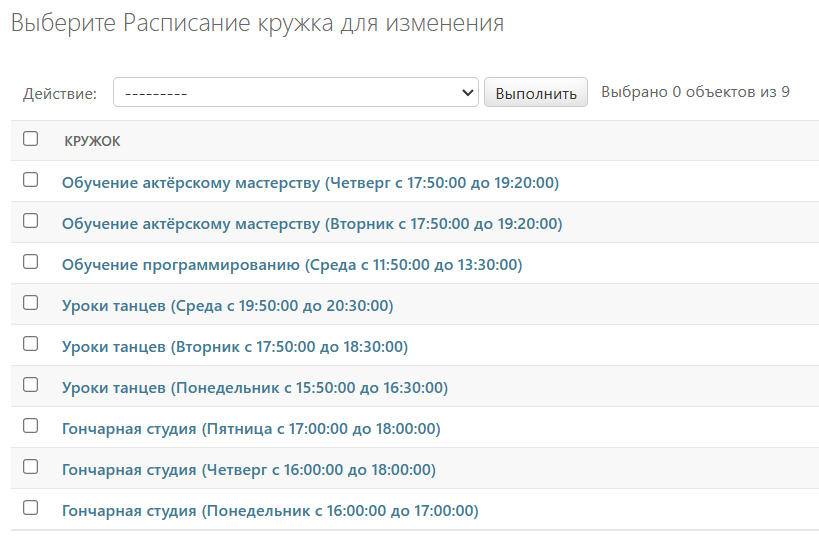 Выберите Расписание кружка для изменения
Действие: --------- Выполнить Выбрано 0 объектов из 9
КРУЖОК
Обучение актёрскому мастерству (Четверг с 17:50:00 до 19:20:00)
Обучение актёрскому мастерству (Вторник с 17:50:00 до 19:20:00)
Обучение программированию (Среда с 11:50:00 до 13:30:00)
Уроки танцев (Среда с 19:50:00 до 20:30:00)
Уроки танцев (Вторник с 17:50:00 до 18:30:00)
Уроки танцев (Понедельник с 15:50:00 до 16:30:00)
Гончарная студия (Пятница с 17:00:00 до 18:00:00)
Гончарная студия (Четверг с 16:00:00 до 18:00:00)
Гончарная студия (Понедельник с 16:00:00 до 17:00:00)